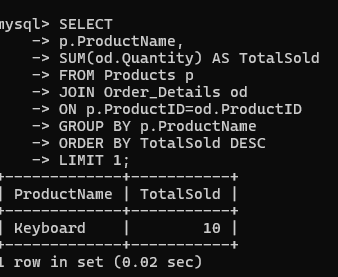 mysql> SELECT
    -> p.ProductName,
    -> SUM(od.Quantity) AS TotalSold
    -> FROM Products p
    -> JOIN Order_Details od
    -> ON p.ProductID=od.ProductID
    -> GROUP BY p.ProductName
    -> ORDER BY TotalSold DESC
    -> LIMIT 1;
+-------------+-----------+
| ProductName | TotalSold |
+-------------+-----------+
| Keyboard    |        10 |
+-------------+-----------+
1 row in set (0.02 sec)